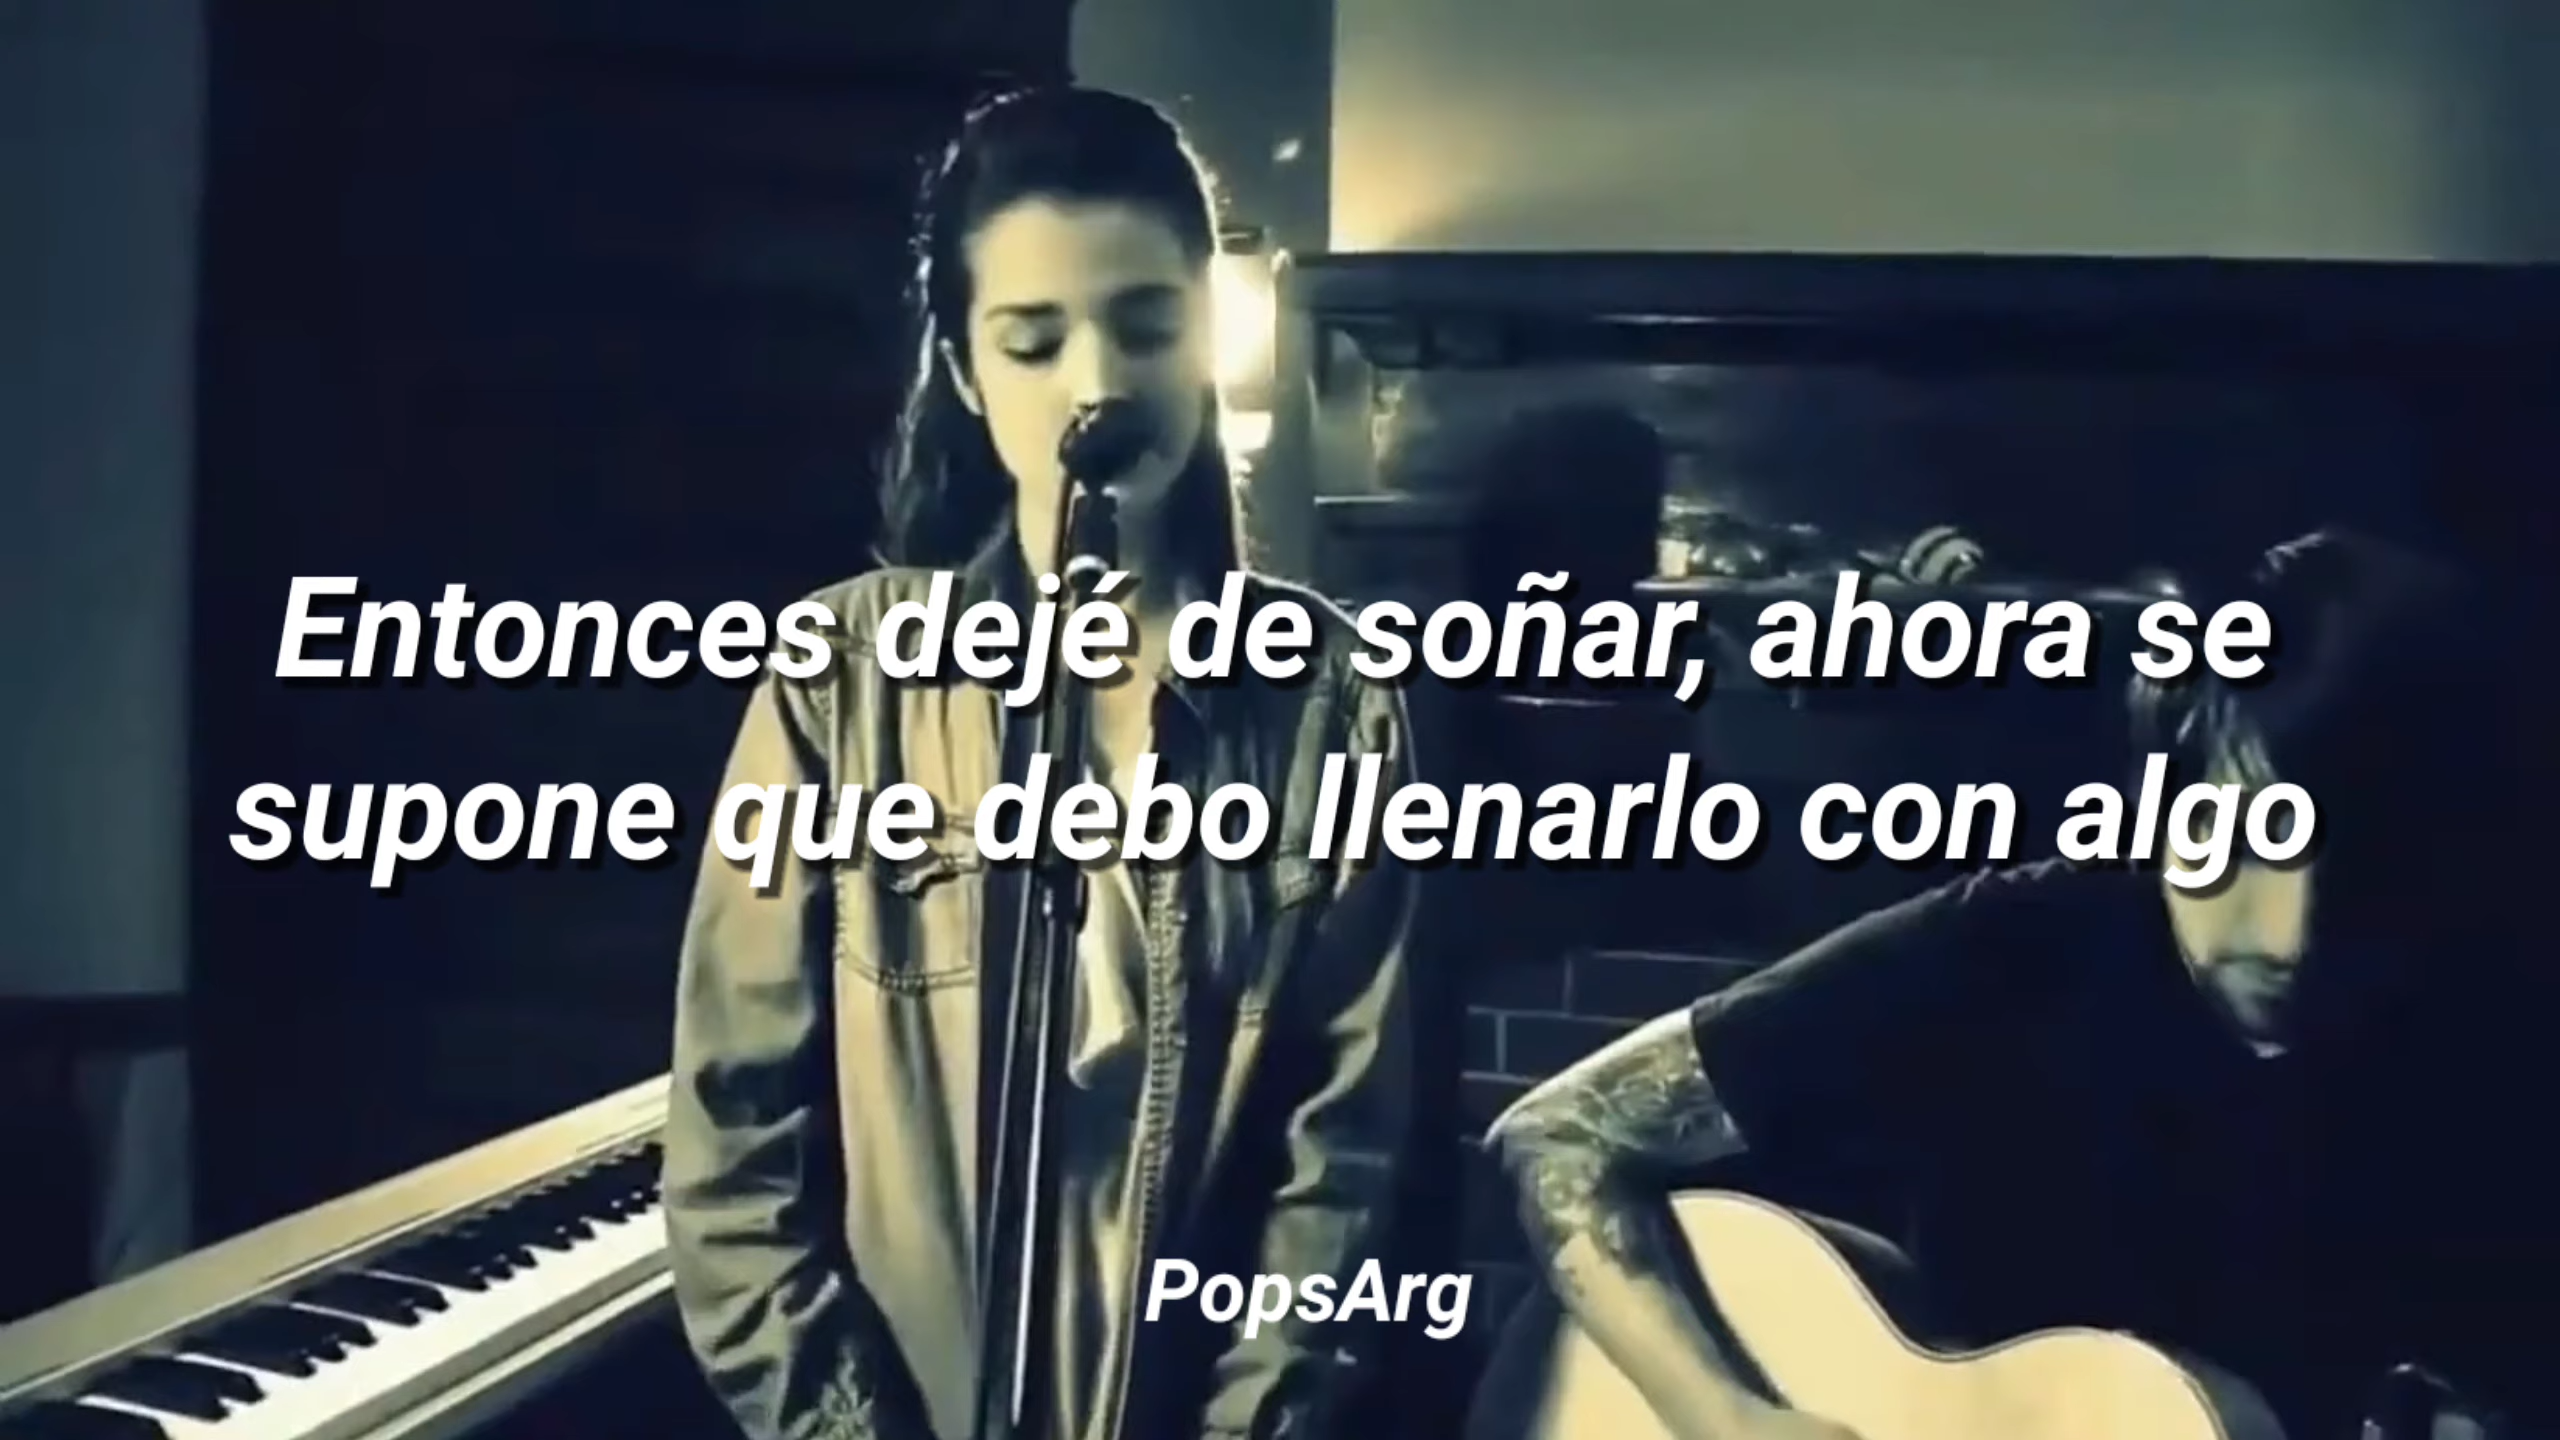 Entonces dejé de soñar, ahora se
supone que debo llenarlo con algo
PopsArg